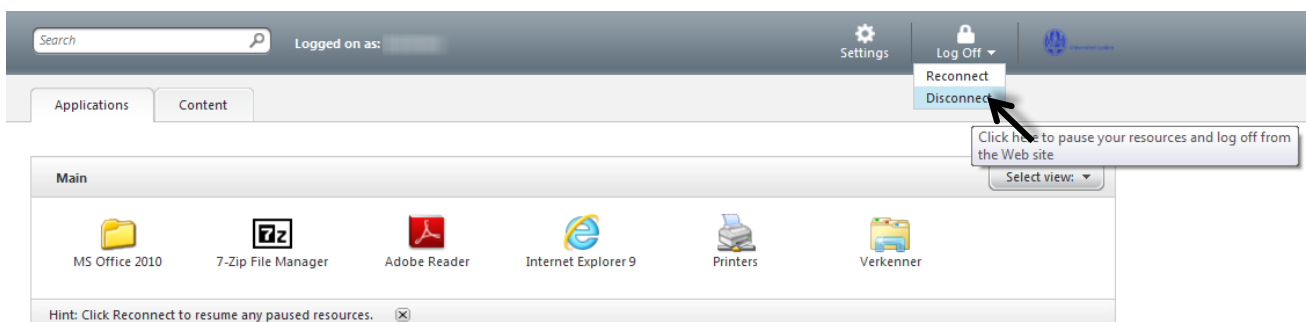 Search
Logged on as:
Settings
Log Off
Reconnect
Disconnect
Applications
Content
Click here to pause your resources and log off from
the Web site
Main
Select view:
MS Office 2010
7-Zip File Manager
Adobe Reader
Internet Explorer 9
Printers
Verkenner
Hint: Click Reconnect to resume any paused resources.